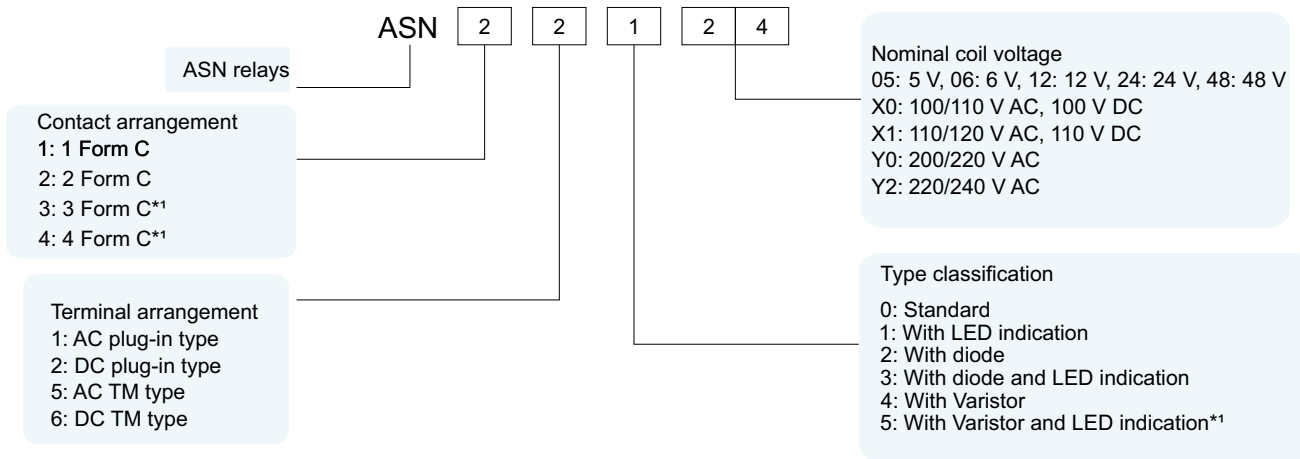 ASN 2 2 1 2 4
ASN relays
Contact arrangement
1: 1 Form C
2: 2 Form C
3: 3 Form C*¹
4: 4 Form C*¹
Terminal arrangement
1: AC plug-in type
2: DC plug-in type
5: AC TM type
6: DC TM type
Nominal coil voltage
05: 5 V, 06: 6 V, 12: 12 V, 24: 24 V, 48: 48 V
X0: 100/110 V AC, 100 V DC
X1: 110/120 V AC, 110 V DC
Y0: 200/220 V AC
Y2: 220/240 V AC
Type classification
0: Standard
1: With LED indication
2: With diode
3: With diode and LED indication
4: With Varistor
5: With Varistor and LED indication*¹